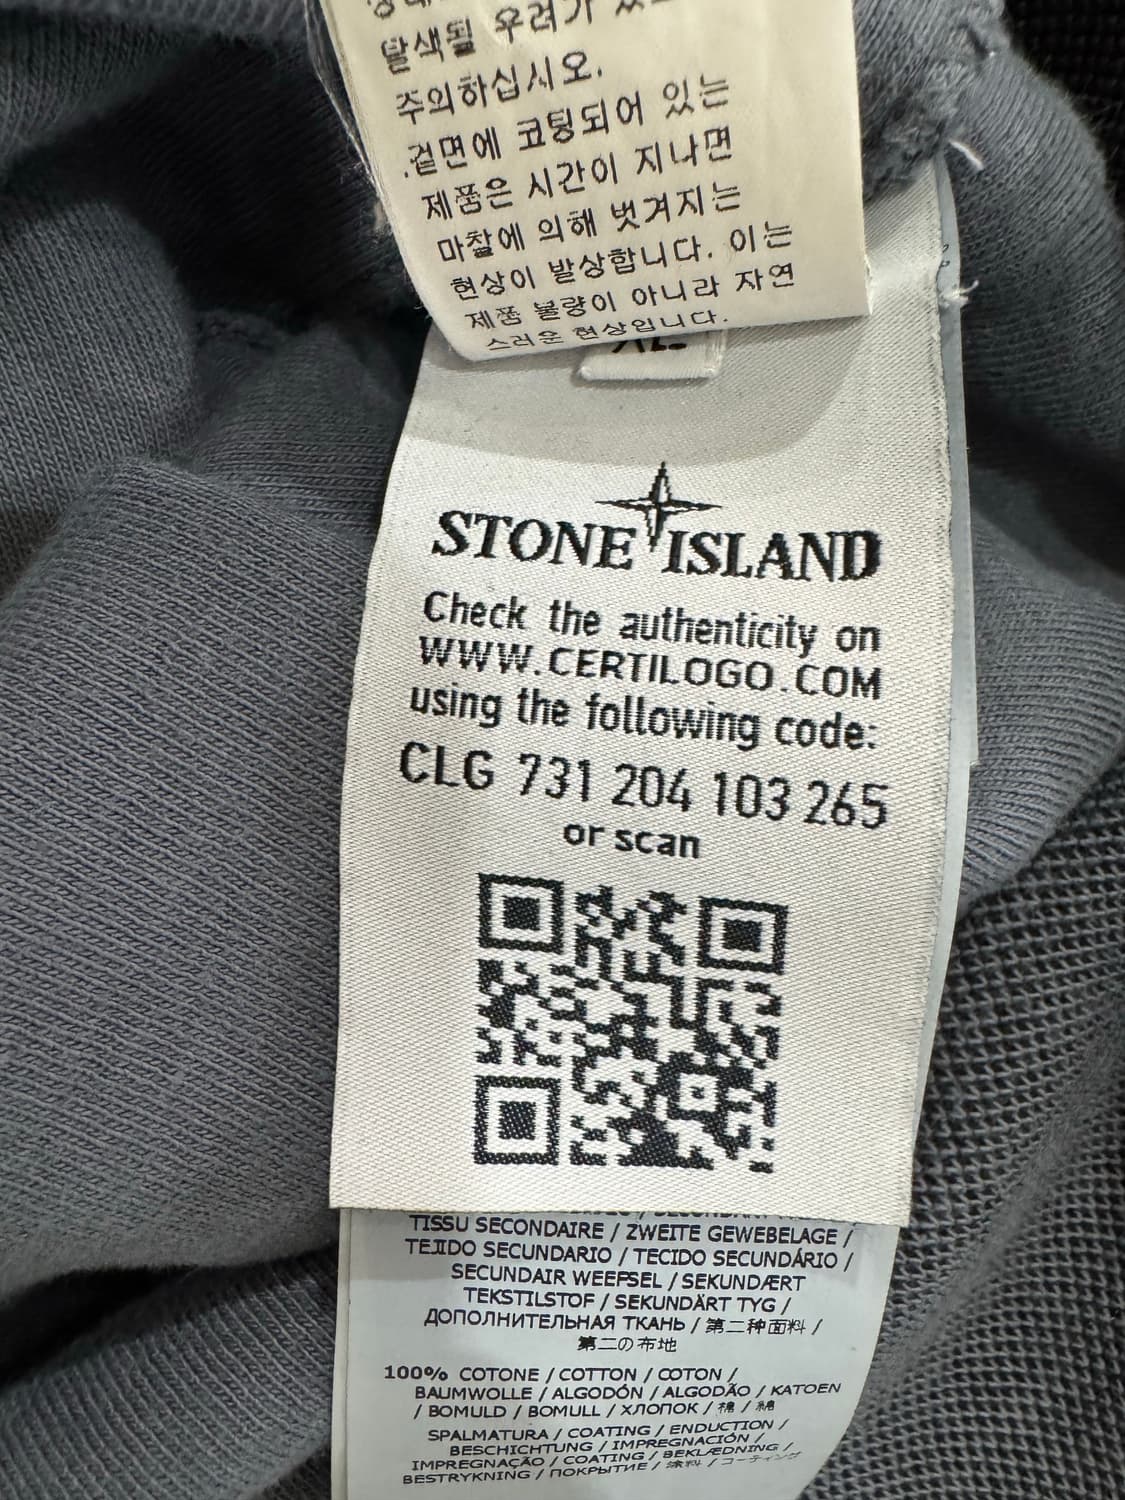 탈색될 우려가
주의하십시오.
겉면에 코팅되어 있는
제품은 시간이 지나면
마찰에 의해 벗겨지는
현상이 발상합니다. 이는
제품 불량이 아니라 자연
스러운 현상입니다.
XL
STONE ISLAND
Check the authenticity on
WWW.CERTILOGO.COM
using the following code:
CLG 731 204 103 265
or scan
TISSU SECONDAIRE / ZWEITE GEWEBELAGE /
TEJIDO SECUNDARIO / TECIDO SECUNDÁRIO /
SECUNDAIR WEEFSEL / SEKUNDÆRT
TEKSTILSTOF / SEKUNDÄRT TYG /
ДОПОЛНИТЕЛЬНАЯ ТКАНЬ / 第二种面料 /
第二の布地
100% COTONE / COTTON / COTON /
BAUMWOLLE / ALGODÓN / ALGODÃO / KATOEN
/ BOMULD / BOMULL / ХЛОПОК / 棉 / 綿
SPALMATURA / COATING / ENDUCTION /
BESCHICHTUNG / IMPREGNACIÓN /
IMPREGNAÇÃO / COATING / BEKLÆDNING /
BESTRYKNING / ПОКРЫТИЕ / 涂料 / コーティング